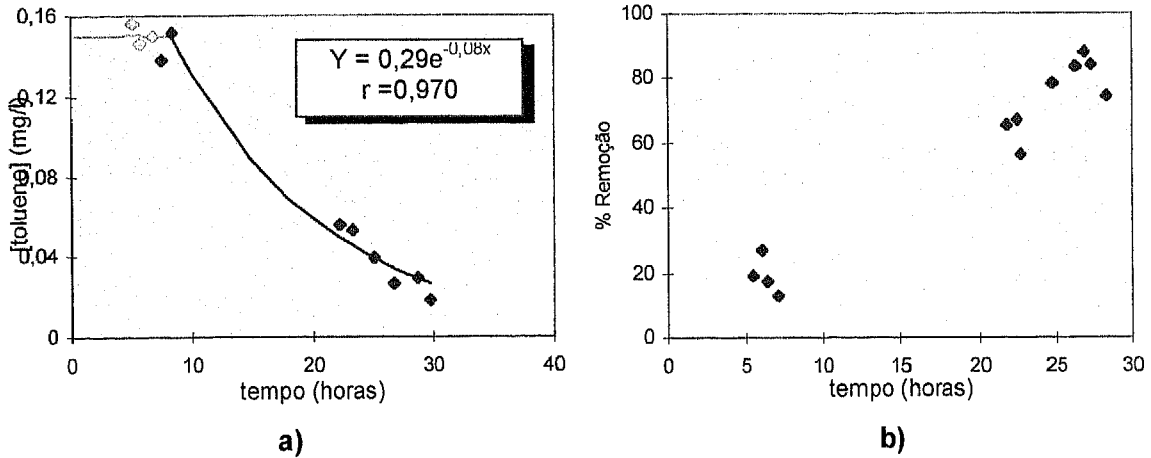 0,16
0,12
0,08
0,04
0
[tolueno] (mg/l)
Y = 0,29e-0,08x
r =0,970
0 10 20 30 40
tempo (horas)
a)
100
80
60
40
20
0
% Remoção
0 5 10 15 20 25 30
tempo (horas)
b)